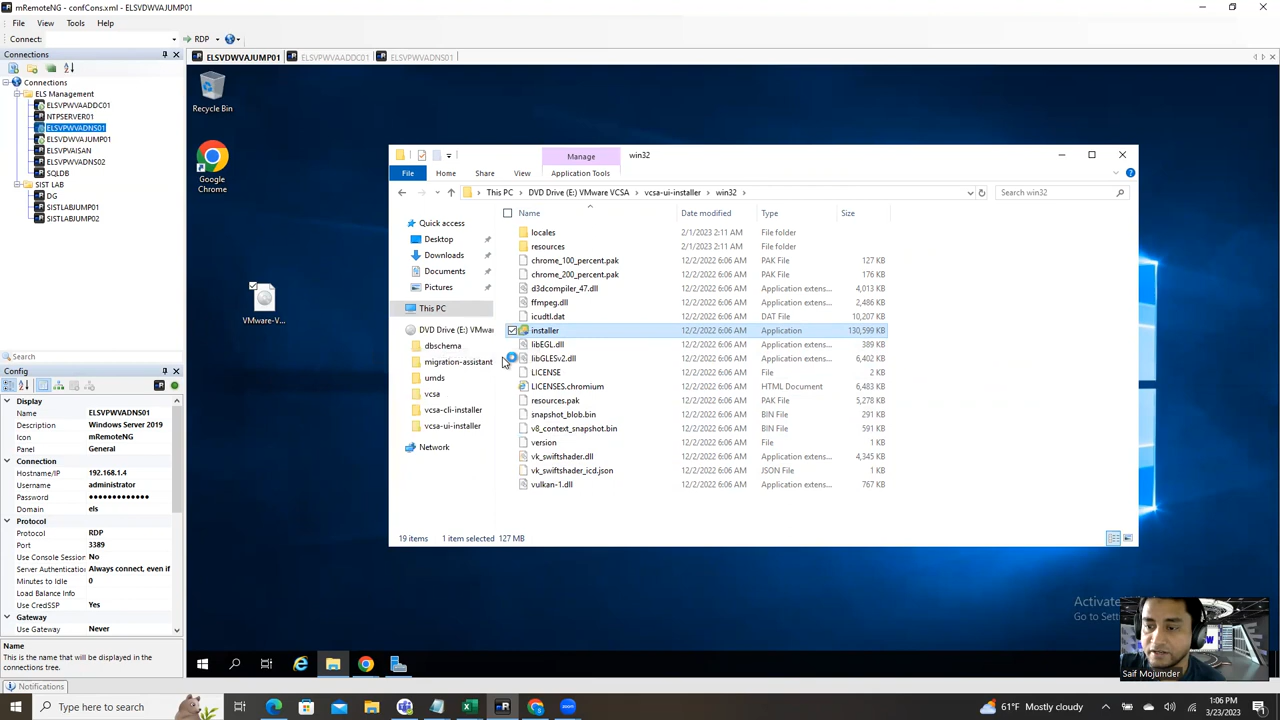 mRemoteNG - confCons.xml - ELSVDWVAJUMP01
File View Tools Help
Connect: RDP
Connections
Connections
ELS Management
ELSVPWVAADDC01
NTPSERVER01
ELSVPWVADNS01
ELSVDWVAJUMP01
ELSVPVAISAN
ELSVPWVADNS02
SQLDB
SIST LAB
DG
SISTLABJUMP01
SISTLABJUMP02
Search
Config
Display
Name ELSVPWVADNS01
Description Windows Server 2019
Icon mRemoteNG
Panel General
Connection
Hostname/IP 192.168.1.4
Username administrator
Password •••••••••••••
Domain els
Protocol
Protocol RDP
Port 3389
Use Console Session No
Server Authentication Always connect, even if
Minutes to Idle 0
Load Balance Info
Use CredSSP Yes
Gateway
Use Gateway Never
Name
This is the name that will be displayed in the connections tree.
Notifications
ELSVDWVAJUMP01 ELSVPWVAADDC01 ELSVPWVADNS01
Recycle Bin
Google
Chrome
VMware-V...
Manage win32
File Home Share View Application Tools
This PC DVD Drive (E:) VMware VCSA vcsa-ui-installer win32
Search win32
Quick access
Desktop
Downloads
Documents
Pictures
This PC
DVD Drive (E:) VMwar
dbschema
migration-assistant
umds
vcsa
vcsa-cli-installer
vcsa-ui-installer
Network
Name Date modified Type Size
locales 2/1/2023 2:11 AM File folder
resources 2/1/2023 2:11 AM File folder
chrome_100_percent.pak 12/2/2022 6:06 AM PAK File 127 KB
chrome_200_percent.pak 12/2/2022 6:06 AM PAK File 176 KB
d3dcompiler_47.dll 12/2/2022 6:06 AM Application extens... 4,013 KB
ffmpeg.dll 12/2/2022 6:06 AM Application extens... 2,486 KB
icudtl.dat 12/2/2022 6:06 AM DAT File 10,207 KB
installer 12/2/2022 6:06 AM Application 130,599 KB
libEGL.dll 12/2/2022 6:06 AM Application extens... 389 KB
libGLESv2.dll 12/2/2022 6:06 AM Application extens... 6,402 KB
LICENSE 12/2/2022 6:06 AM File 2 KB
LICENSES.chromium 12/2/2022 6:06 AM HTML Document 6,483 KB
resources.pak 12/2/2022 6:06 AM PAK File 5,278 KB
snapshot_blob.bin 12/2/2022 6:06 AM BIN File 291 KB
v8_context_snapshot.bin 12/2/2022 6:06 AM BIN File 591 KB
version 12/2/2022 6:06 AM File 1 KB
vk_swiftshader.dll 12/2/2022 6:06 AM Application extens... 4,345 KB
vk_swiftshader_icd.json 12/2/2022 6:06 AM JSON File 1 KB
vulkan-1.dll 12/2/2022 6:06 AM Application extens... 767 KB
19 items 1 item selected 127 MB
Activate
Go to Setti
W
Saif Mojumder
Type here to search
61°F Mostly cloudy
1:06 PM
3/23/2023